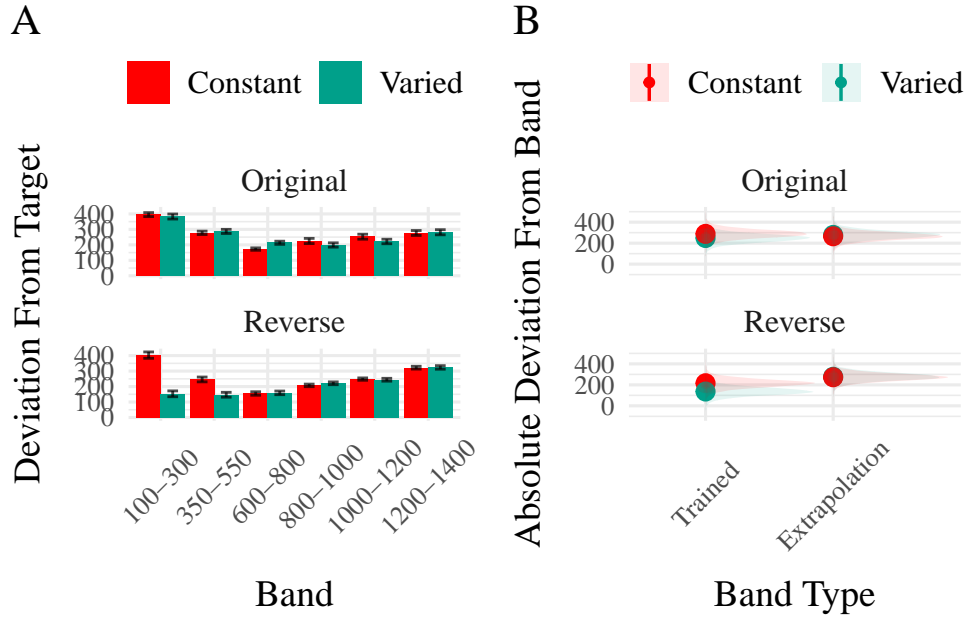 A
Constant
Varied
Deviation From Target
Original
400
300
200
100
0
Reverse
400
300
200
100
0
100−300
350−550
600−800
800−1000
1000−1200
1200−1400
Band
B
Constant
Varied
Absolute Deviation From Band
Original
400
200
0
Reverse
400
200
0
Trained
Extrapolation
Band Type